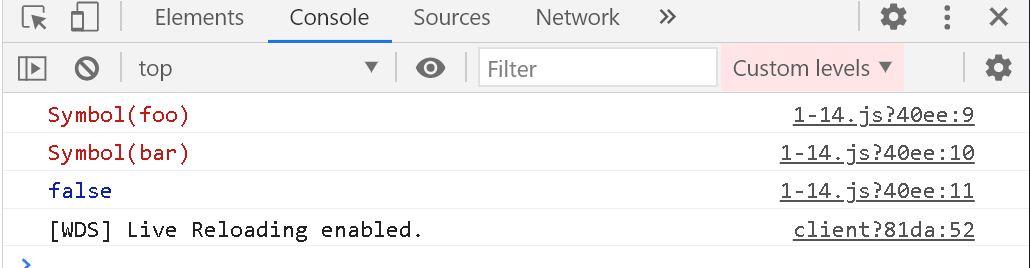 Elements Console Sources Network
top Filter Custom levels
Symbol(foo) 1-14.js?40ee:9
Symbol(bar) 1-14.js?40ee:10
false 1-14.js?40ee:11
[WDS] Live Reloading enabled. client?81da:52